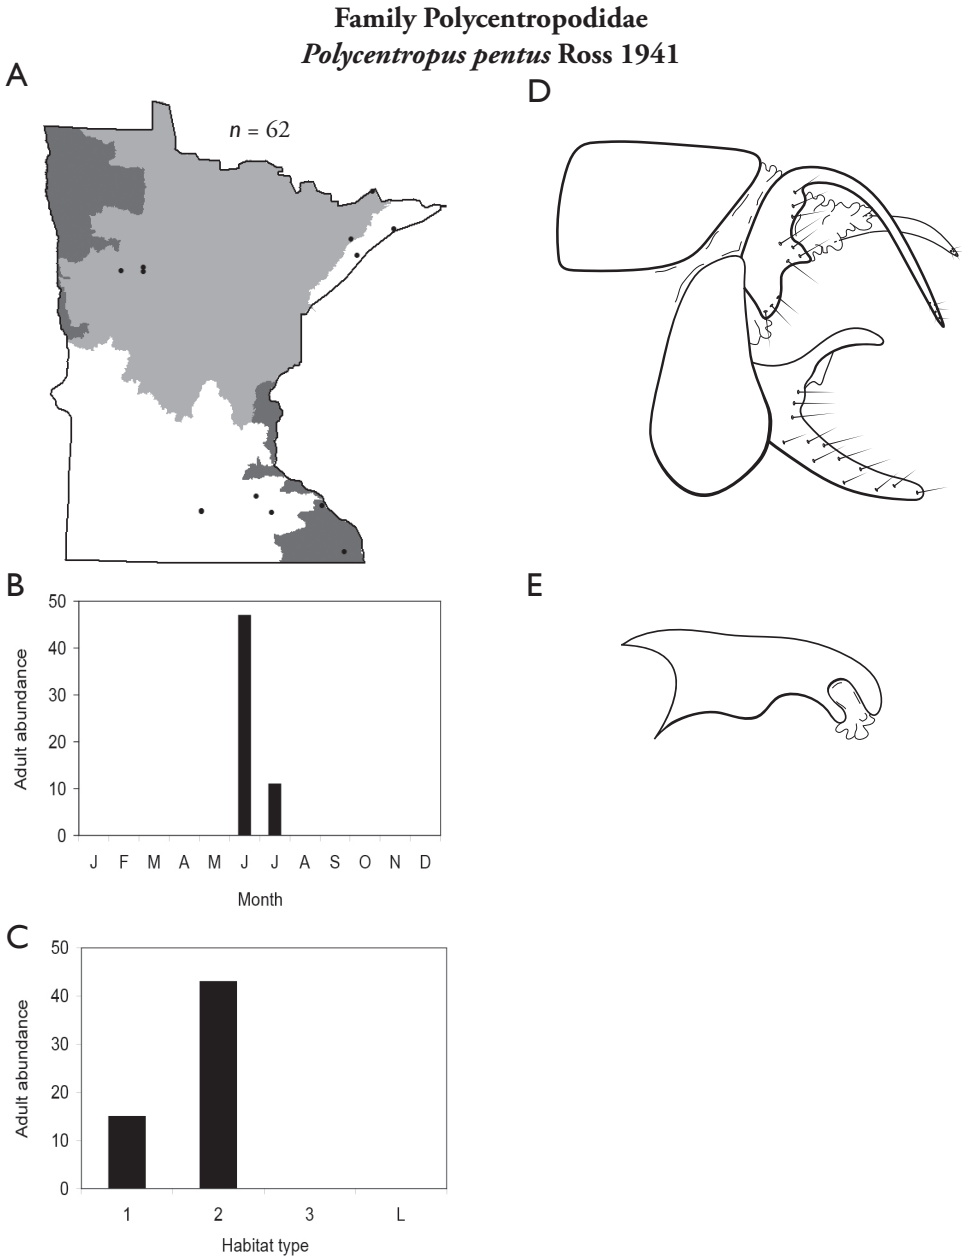 Family Polycentropodidae
Polycentropus pentus Ross 1941
A
n = 62
B
Adult abundance
50
40
30
20
10
0
J F M A M J J A S O N D
Month
C
Adult abundance
50
40
30
20
10
0
1 2 3 L
Habitat type
D
E